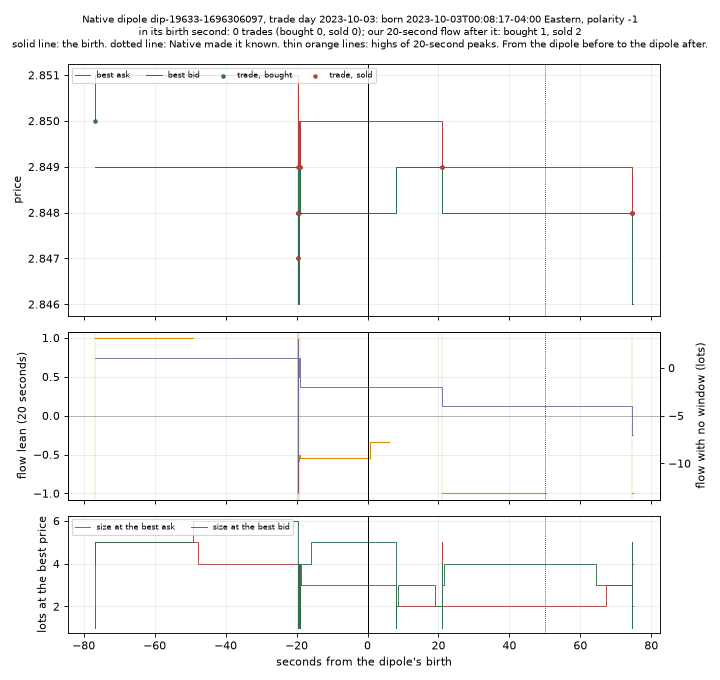 Native dipole dip-19633-1696306097, trade day 2023-10-03: born 2023-10-03T00:08:17-04:00 Eastern, polarity -1
in its birth second: 0 trades (bought 0, sold 0); our 20-second flow after it: bought 1, sold 2
solid line: the birth. dotted line: Native made it known. thin orange lines: highs of 20-second peaks. From the dipole before to the dipole after.
best ask best bid trade, bought trade, sold
2.851
2.850
2.849
2.848
2.847
2.846
price
1.0
0.5
0.0
−0.5
−1.0
flow lean (20 seconds)
0
−5
−10
flow with no window (lots)
size at the best ask size at the best bid
6
4
2
lots at the best price
−80 −60 −40 −20 0 20 40 60 80
seconds from the dipole's birth